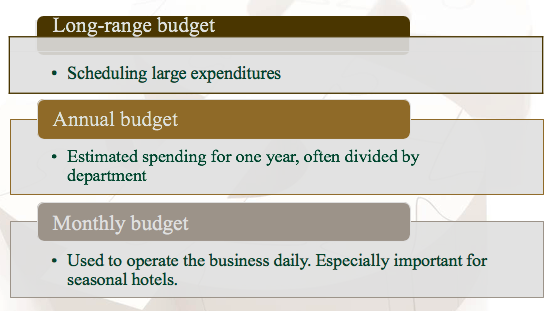 Long-range budget
• Scheduling large expenditures
Annual budget
• Estimated spending for one year, often divided by
department
Monthly budget
• Used to operate the business daily. Especially important for
seasonal hotels.